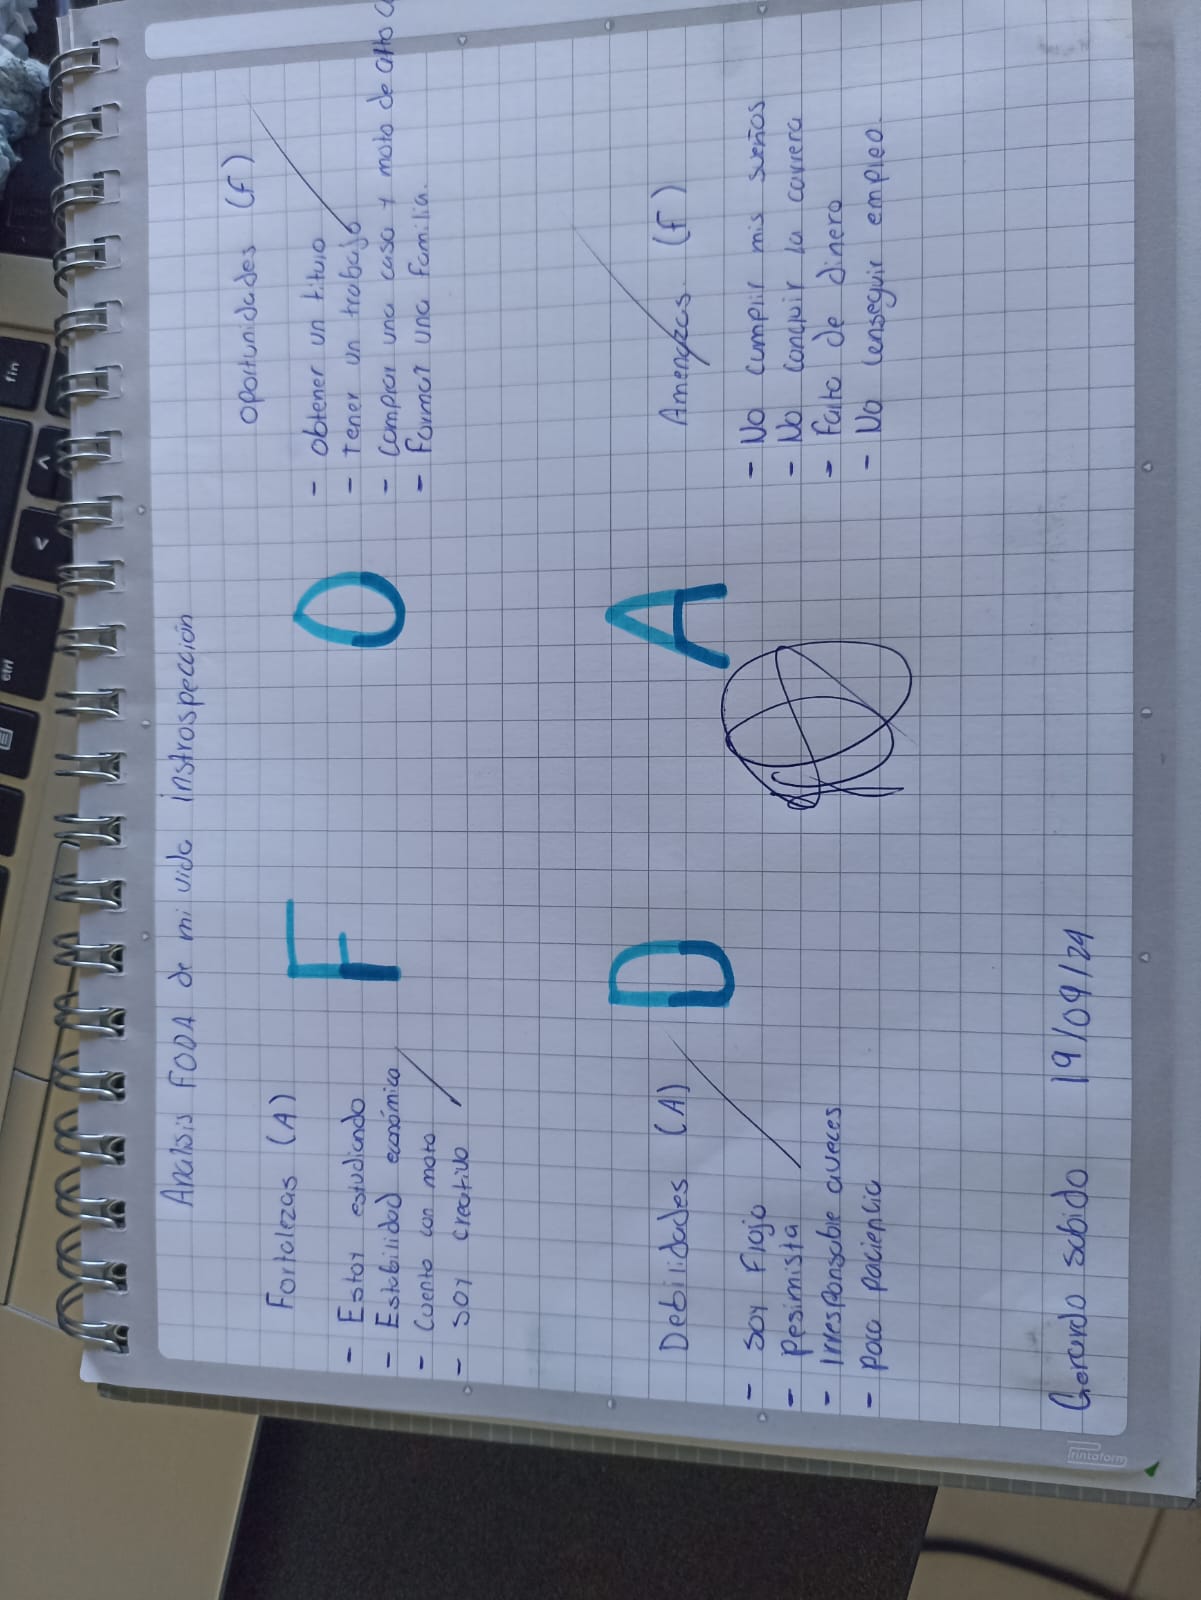 Analisis FODA de mi vida instrospección
Fortalezas (A)
- Estoy estudiando
- Estabilidad económica
- Cuento con moto
- soy creativo
F
O
oportunidades (F)
- obtener un titulo
- Tener un trabajo
- comprar una casa y moto de alto
- Formar una familia.
Debilidades (A)
- soy Flojo
- pesimista
- irresponsable aveces
- poco paciencia
D
A
Amenazas. (F)
- No cumplir mis sueños
- No concluir la carrera
- Falta de dinero
- No conseguir empleo.
Gerardo Sabido 19/09/24
Printaform
fin
ctrl